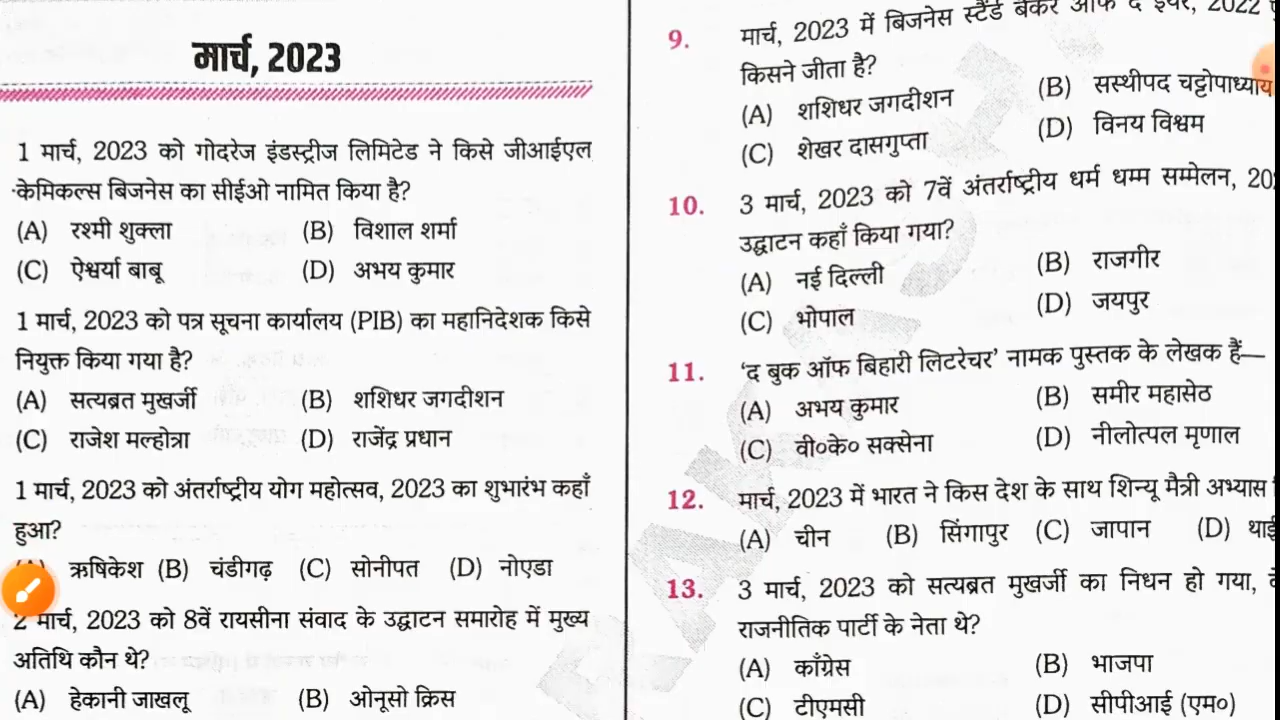 मार्च, 2023
1 मार्च, 2023 को गोदरेज इंडस्ट्रीज लिमिटेड ने किसे जीआईएल
केमिकल्स बिजनेस का सीईओ नामित किया है?
(A) रश्मी शुक्ला (B) विशाल शर्मा
(C) ऐश्वर्या बाबू (D) अभय कुमार
1 मार्च, 2023 को पत्र सूचना कार्यालय (PIB) का महानिदेशक किसे
नियुक्त किया गया है?
(A) सत्यब्रत मुखर्जी (B) शशिधर जगदीशन
(C) राजेश मल्होत्रा (D) राजेंद्र प्रधान
1 मार्च, 2023 को अंतर्राष्ट्रीय योग महोत्सव, 2023 का शुभारंभ कहाँ
हुआ?
ऋषिकेश (B) चंडीगढ़ (C) सोनीपत (D) नोएडा
2 मार्च, 2023 को 8वें रायसीना संवाद के उद्घाटन समारोह में मुख्य
अतिथि कौन थे?
(A) हेकानी जाखलू (B) ओनूसो क्रिस
9. मार्च, 2023 में बिजनेस स्टैंर्ड बैंकर ऑफ द ईयर, 2022
किसने जीता है?
(A) शशिधर जगदीशन (B) सस्थीपद चट्टोपाध्याय
(C) शेखर दासगुप्ता (D) विनय विश्वम
10. 3 मार्च, 2023 को 7वें अंतर्राष्ट्रीय धर्म धम्म सम्मेलन, 20
उद्घाटन कहाँ किया गया?
(A) नई दिल्ली (B) राजगीर
(C) भोपाल (D) जयपुर
11. ‘द बुक ऑफ बिहारी लिटरेचर’ नामक पुस्तक के लेखक हैं—
(A) अभय कुमार (B) समीर महासेठ
(C) वी०के० सक्सेना (D) नीलोत्पल मृणाल
12. मार्च, 2023 में भारत ने किस देश के साथ शिन्यू मैत्री अभ्यास
(A) चीन (B) सिंगापुर (C) जापान (D) थाई
13. 3 मार्च, 2023 को सत्यब्रत मुखर्जी का निधन हो गया,
राजनीतिक पार्टी के नेता थे?
(A) काँग्रेस (B) भाजपा
(C) टीएमसी (D) सीपीआई (एम०)